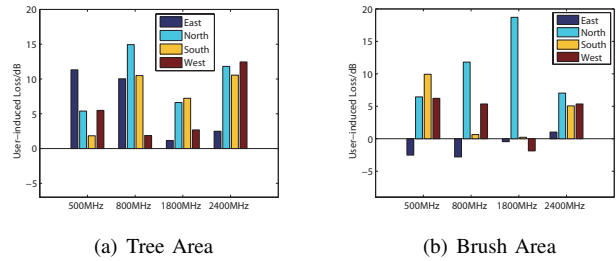 20
15
10
5
0
−5
User−induced Loss/dB
East
North
South
West
500MHz 800MHz 1800MHz 2400MHz
(a) Tree Area
20
15
10
5
0
−5
User−induced Loss/dB
East
North
South
West
500MHz 800MHz 1800MHz 2400MHz
(b) Brush Area